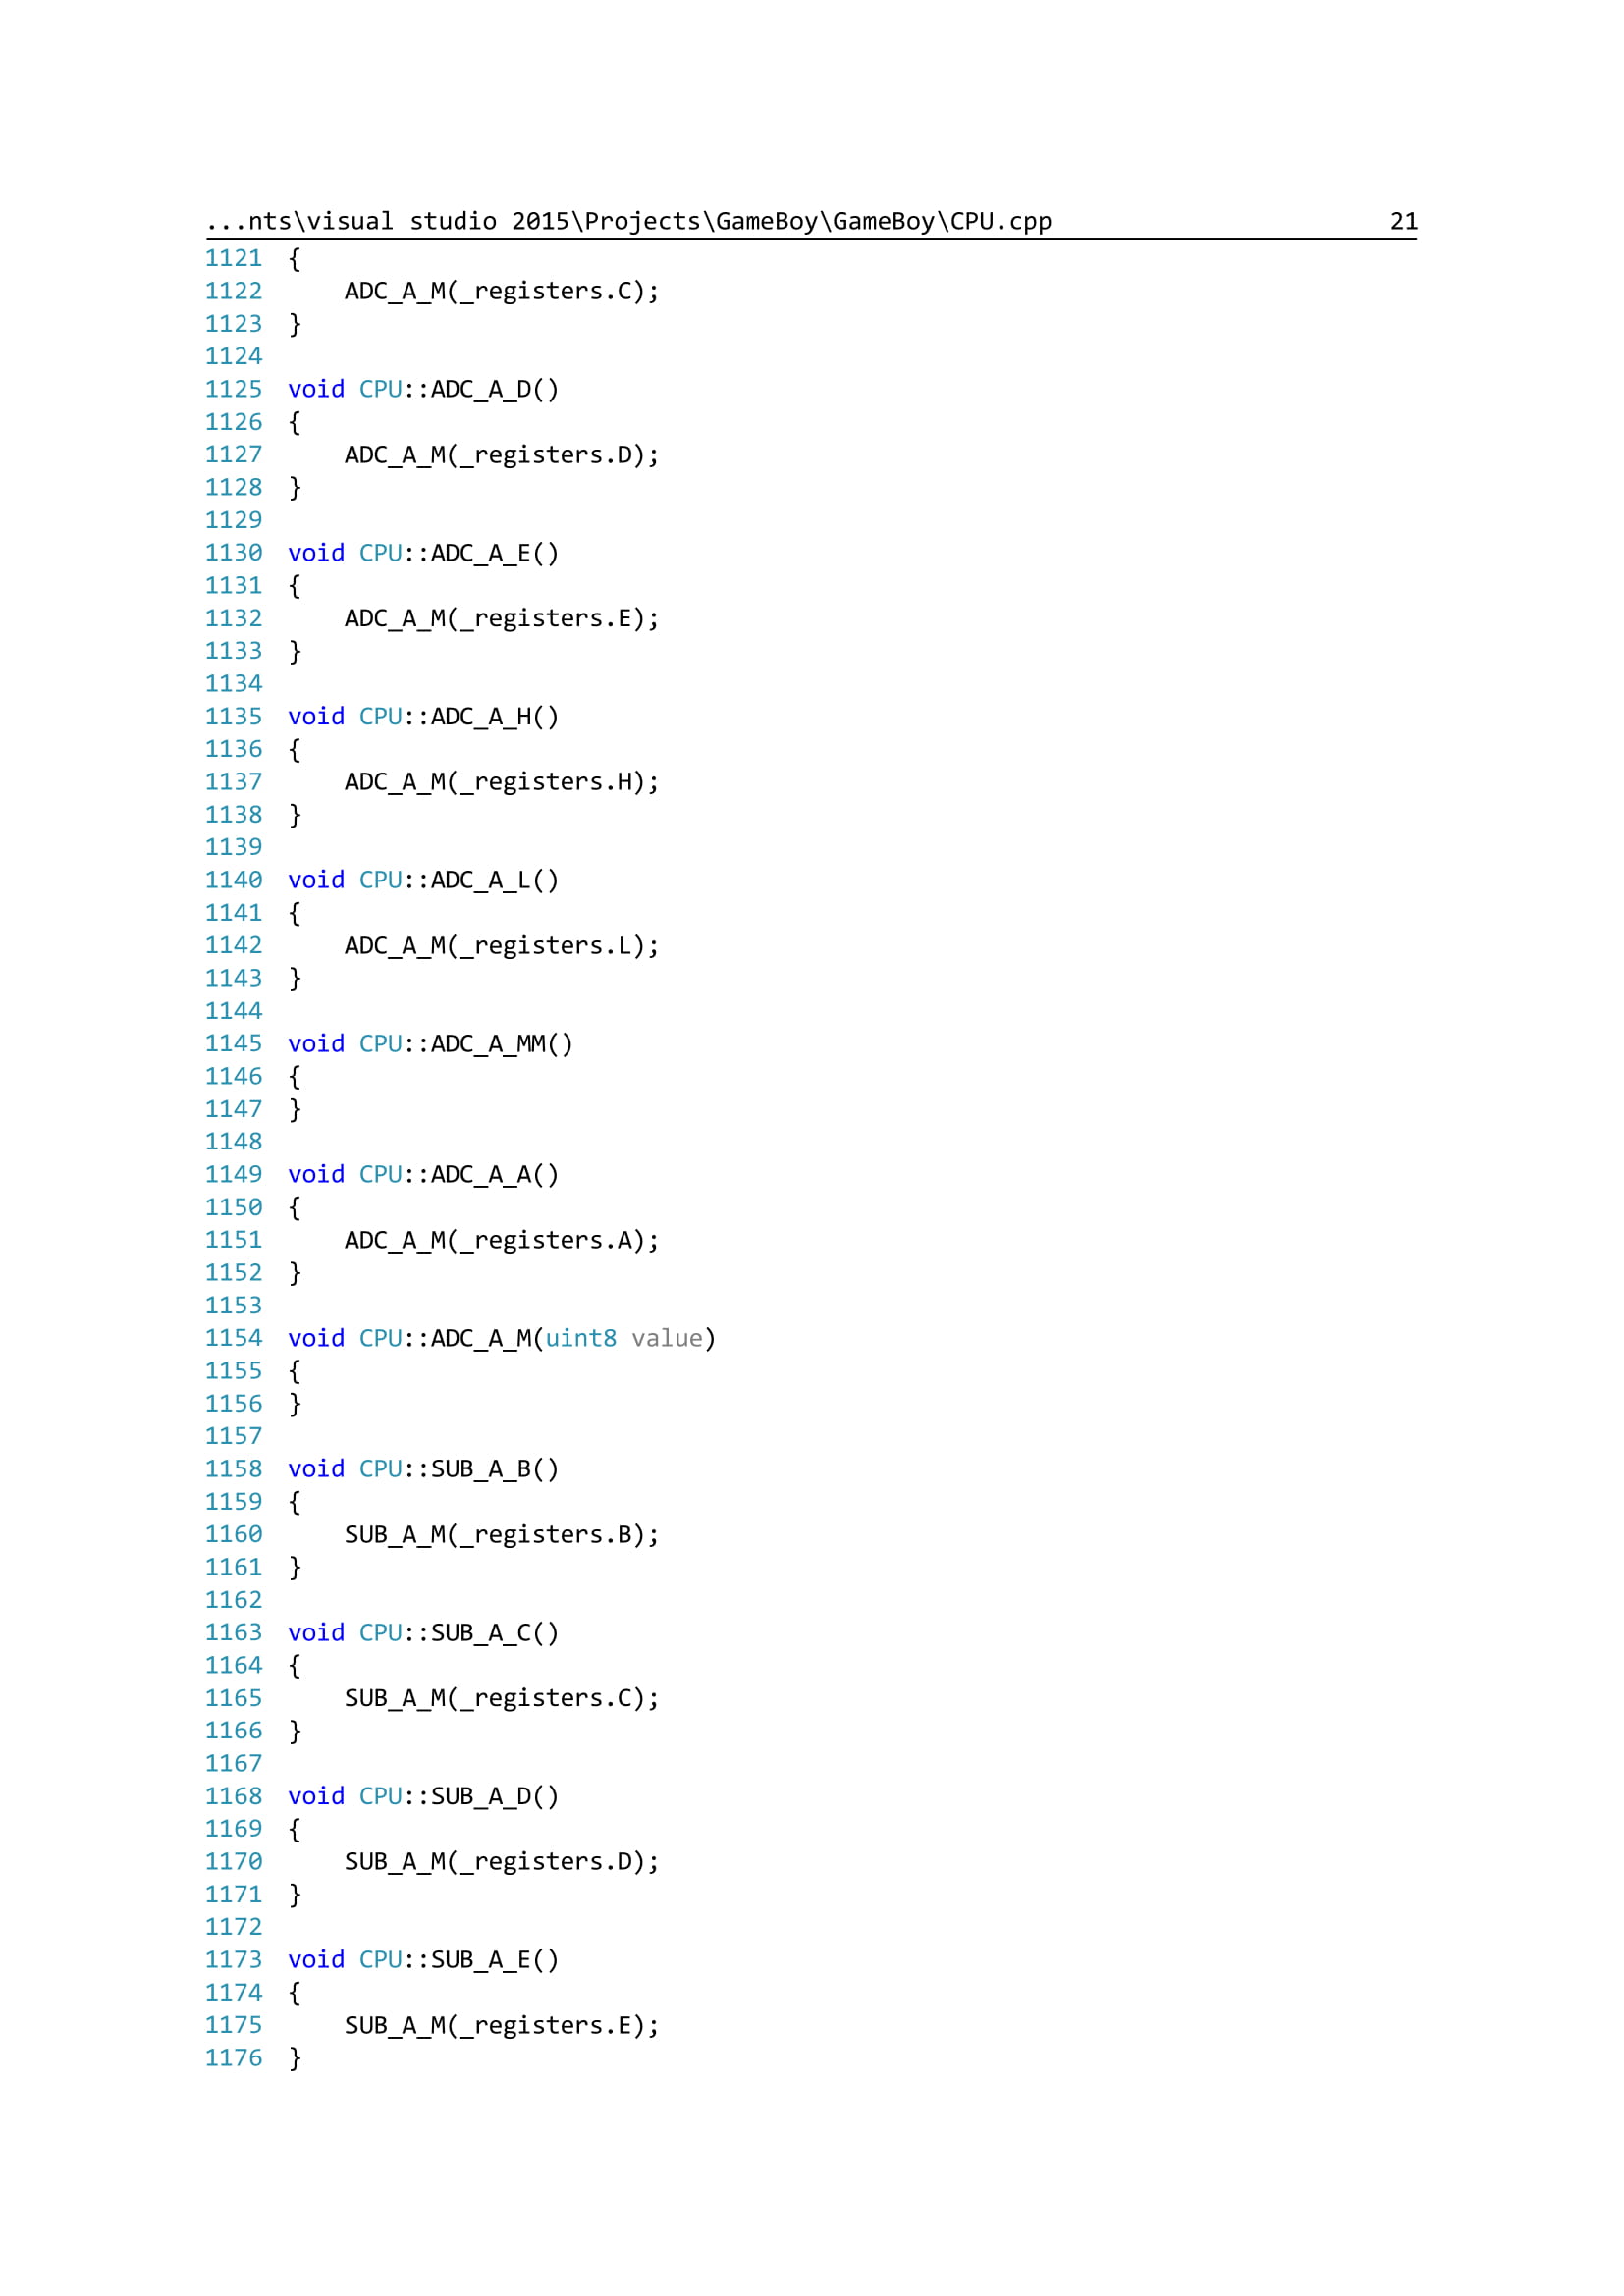 ...nts\visual studio 2015\Projects\GameBoy\GameBoy\CPU.cpp 21
1121 {
1122     ADC_A_M(_registers.C);
1123 }
1124
1125 void CPU::ADC_A_D()
1126 {
1127     ADC_A_M(_registers.D);
1128 }
1129
1130 void CPU::ADC_A_E()
1131 {
1132     ADC_A_M(_registers.E);
1133 }
1134
1135 void CPU::ADC_A_H()
1136 {
1137     ADC_A_M(_registers.H);
1138 }
1139
1140 void CPU::ADC_A_L()
1141 {
1142     ADC_A_M(_registers.L);
1143 }
1144
1145 void CPU::ADC_A_MM()
1146 {
1147 }
1148
1149 void CPU::ADC_A_A()
1150 {
1151     ADC_A_M(_registers.A);
1152 }
1153
1154 void CPU::ADC_A_M(uint8 value)
1155 {
1156 }
1157
1158 void CPU::SUB_A_B()
1159 {
1160     SUB_A_M(_registers.B);
1161 }
1162
1163 void CPU::SUB_A_C()
1164 {
1165     SUB_A_M(_registers.C);
1166 }
1167
1168 void CPU::SUB_A_D()
1169 {
1170     SUB_A_M(_registers.D);
1171 }
1172
1173 void CPU::SUB_A_E()
1174 {
1175     SUB_A_M(_registers.E);
1176 }